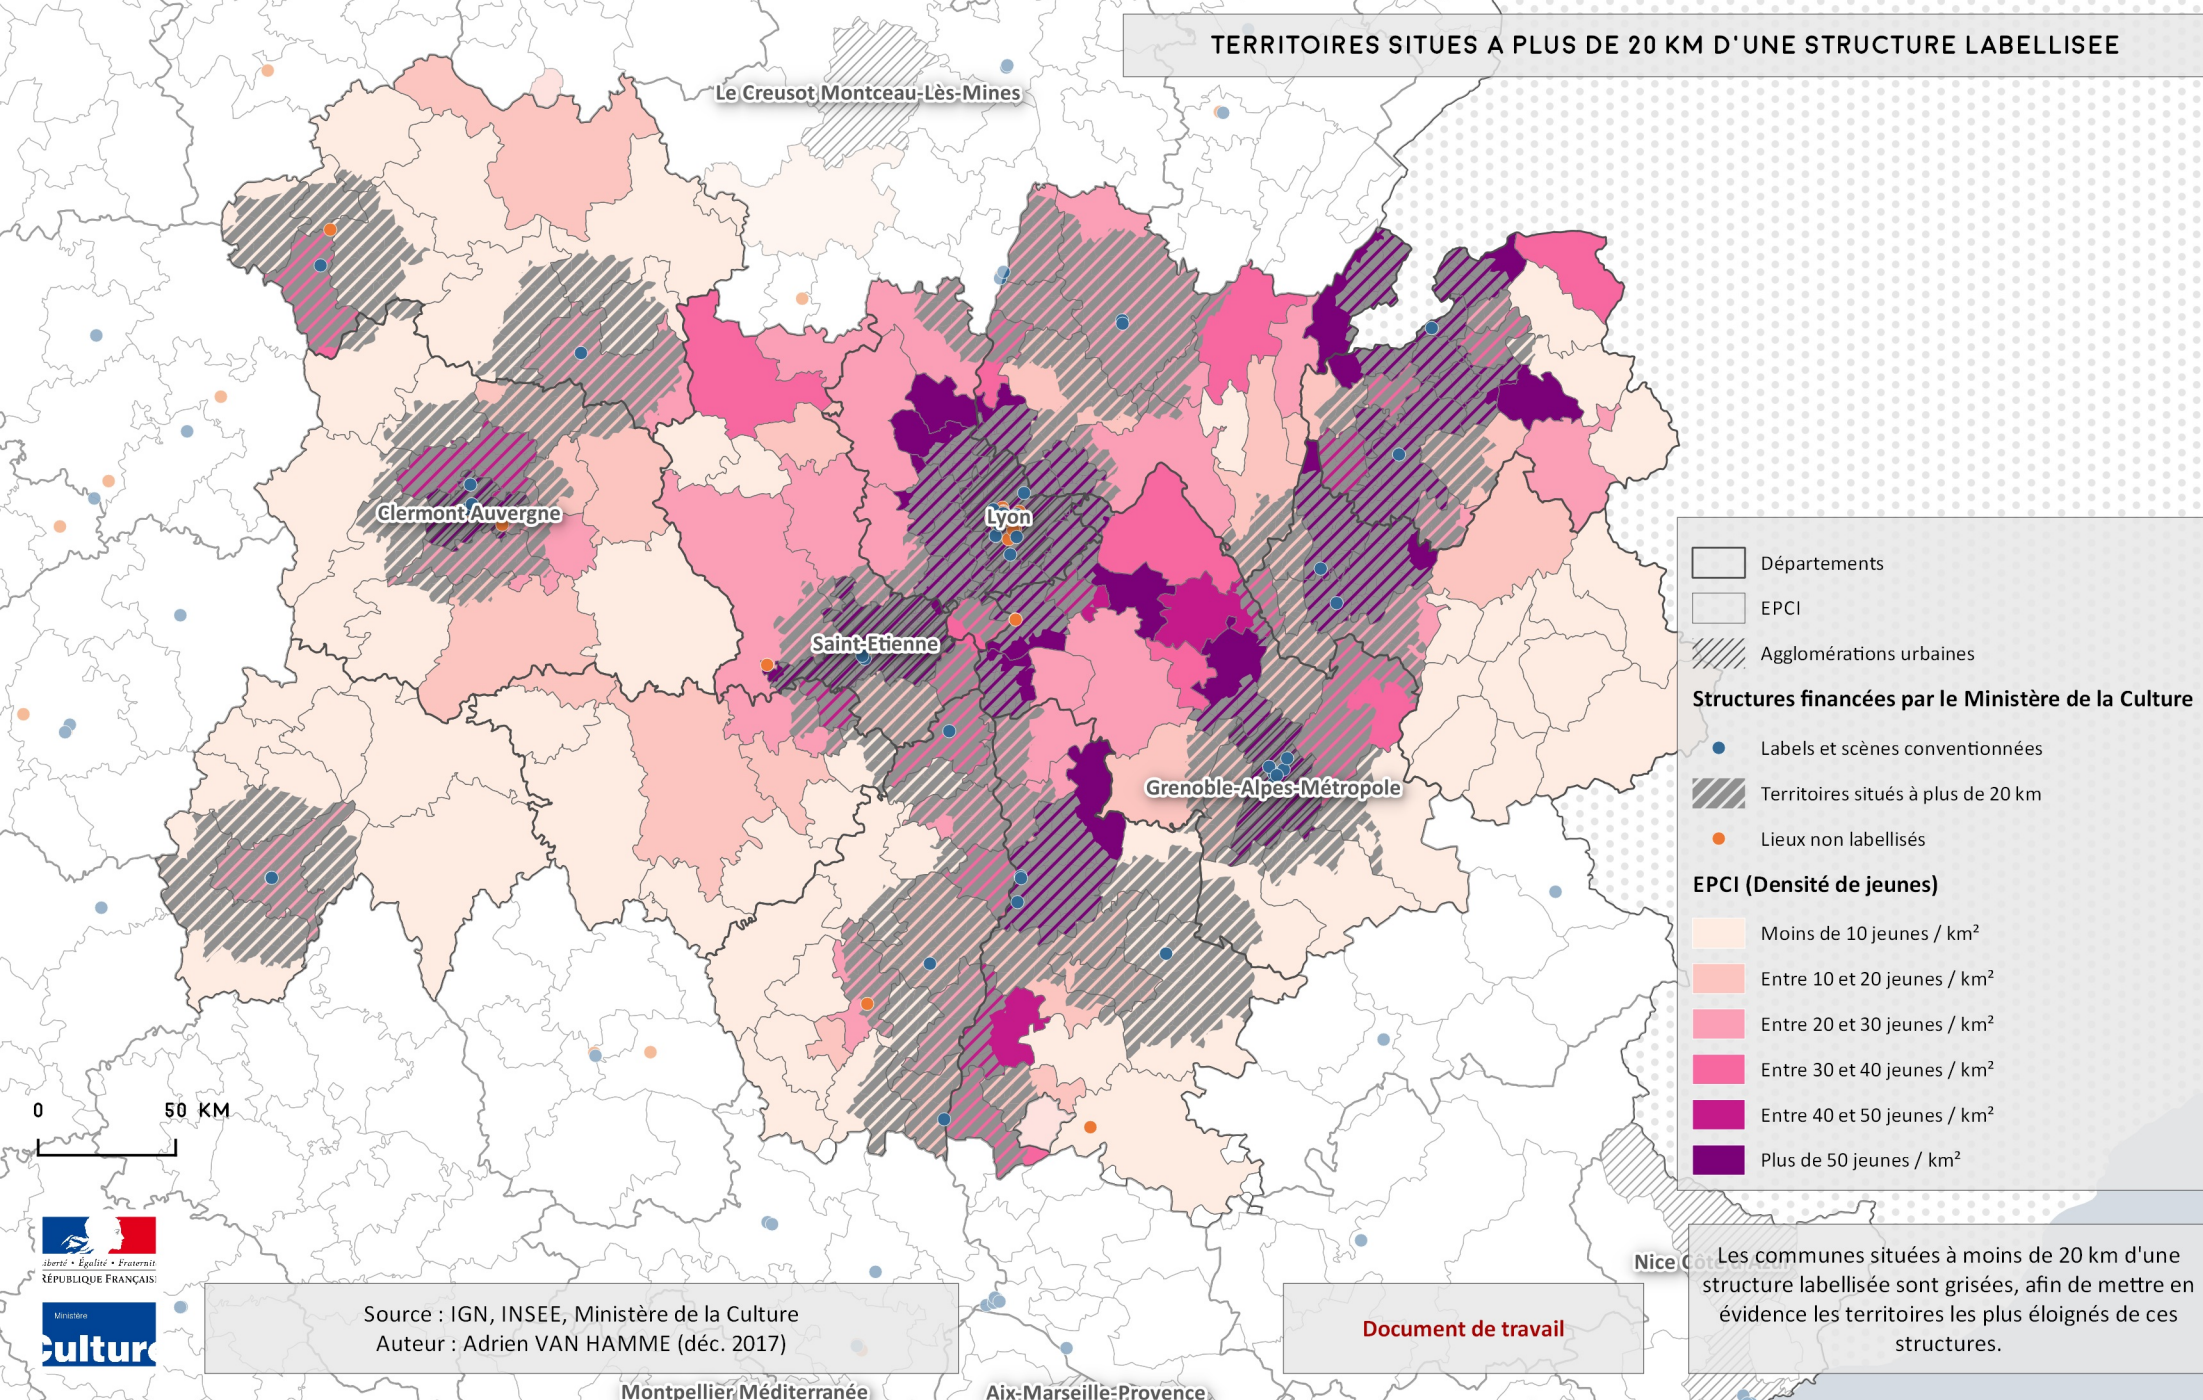 TERRITOIRES SITUES A PLUS DE 20 KM D'UNE STRUCTURE LABELLISEE
Le Creusot Montceau-Lès-Mines
Clermont Auvergne
Lyon
Saint-Etienne
Grenoble-Alpes-Métropole
Départements
EPCI
Agglomérations urbaines
Structures financées par le Ministère de la Culture
Labels et scènes conventionnées
Territoires situés à plus de 20 km
Lieux non labellisés
EPCI (Densité de jeunes)
Moins de 10 jeunes / km²
Entre 10 et 20 jeunes / km²
Entre 20 et 30 jeunes / km²
Entre 30 et 40 jeunes / km²
Entre 40 et 50 jeunes / km²
Plus de 50 jeunes / km²
0 50 KM
iberté • Égalité • Fraternit
RÉPUBLIQUE FRANÇAIS
Ministère
Culture
Source : IGN, INSEE, Ministère de la Culture
Auteur : Adrien VAN HAMME (déc. 2017)
Document de travail
Nice Côte d'Azur
Les communes situées à moins de 20 km d'une
structure labellisée sont grisées, afin de mettre en
évidence les territoires les plus éloignés de ces
structures.
Montpellier Méditerranée
Aix-Marseille-Provence